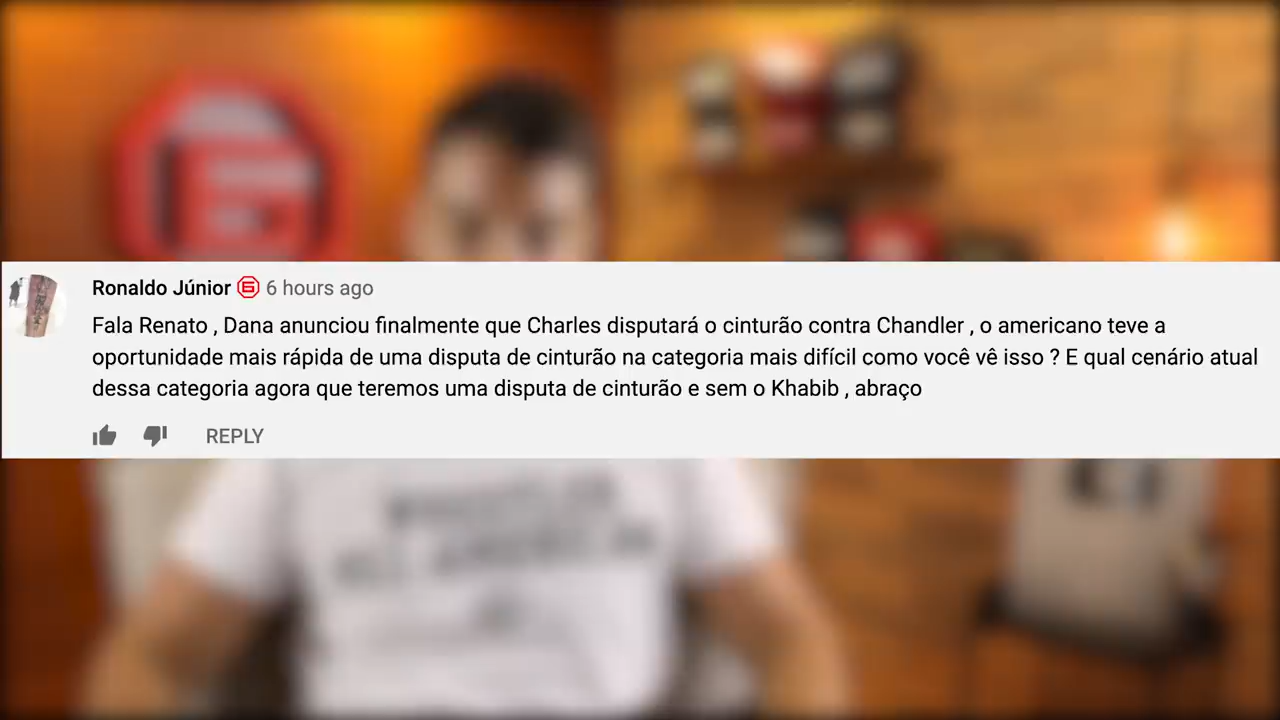 Ronaldo Júnior 6 hours ago
Fala Renato , Dana anunciou finalmente que Charles disputará o cinturão contra Chandler , o americano teve a
oportunidade mais rápida de uma disputa de cinturão na categoria mais difícil como você vê isso ? E qual cenário atual
dessa categoria agora que teremos uma disputa de cinturão e sem o Khabib , abraço
REPLY